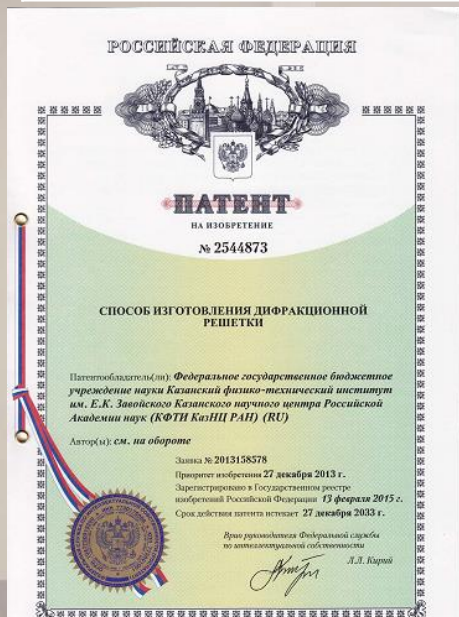 РОССИЙСКАЯ ФЕДЕРАЦИЯ
ПАТЕНТ
НА ИЗОБРЕТЕНИЕ
№ 2544873
СПОСОБ ИЗГОТОВЛЕНИЯ ДИФРАКЦИОННОЙ
РЕШЕТКИ
Патентообладатель(ли): Федеральное государственное бюджетное
учреждение науки Казанский физико-технический институт
им. Е.К. Завойского Казанского научного центра Российской
Академии наук (КФТИ КазНЦ РАН) (RU)
Автор(ы): см. на обороте
Заявка № 2013158578
Приоритет изобретения 27 декабря 2013 г.
Зарегистрировано в Государственном реестре
изобретений Российской Федерации 13 февраля 2015 г.
Срок действия патента истекает 27 декабря 2033 г.
Врио руководителя Федеральной службы
по интеллектуальной собственности
Л.Л. Кирий